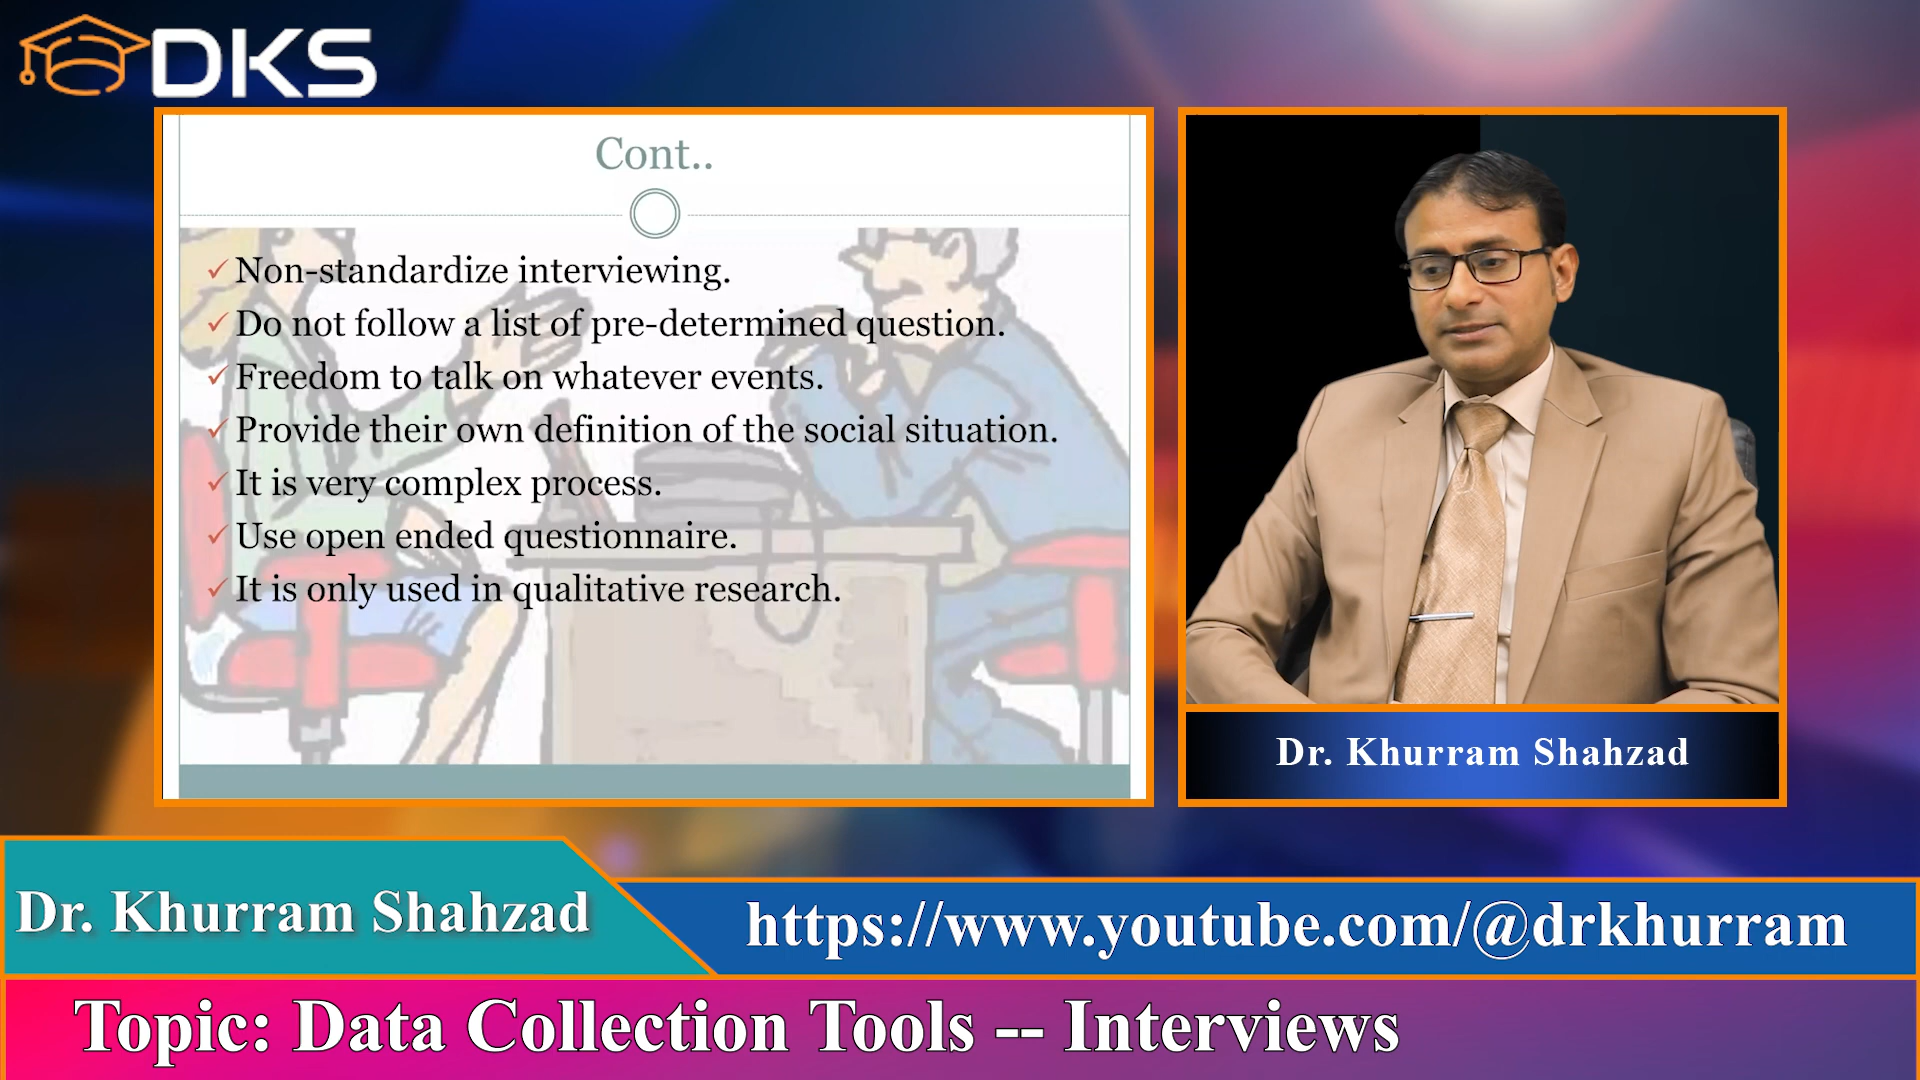 DKS
Cont..
Non-standardize interviewing.
Do not follow a list of pre-determined question.
Freedom to talk on whatever events.
Provide their own definition of the social situation.
It is very complex process.
Use open ended questionnaire.
It is only used in qualitative research.
Dr. Khurram Shahzad
Dr. Khurram Shahzad
https://www.youtube.com/@drkhurram
Topic: Data Collection Tools -- Interviews